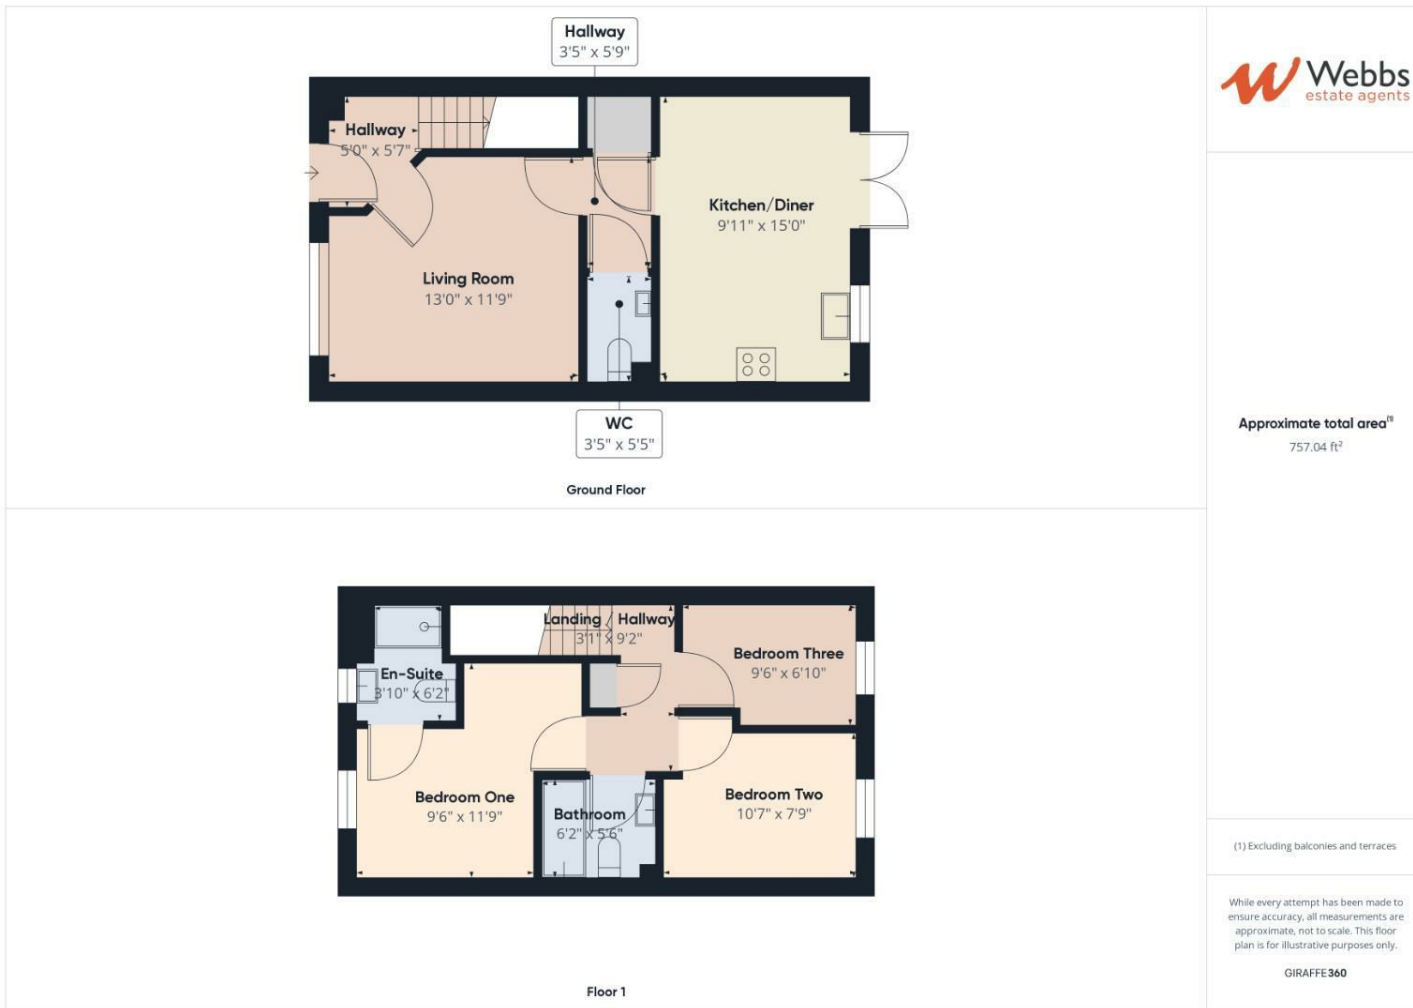 Hallway
3'5" x 5'9"
Hallway
5'0" x 5'7"
Kitchen/Diner
9'11" x 15'0"
Living Room
13'0" x 11'9"
WC
3'5" x 5'5"
Ground Floor
Landing / Hallway
3'1" x 9'2"
Bedroom Three
9'6" x 6'10"
En-Suite
3'10" x 6'2"
Bedroom One
9'6" x 11'9"
Bathroom
6'2" x 5'6"
Bedroom Two
10'7" x 7'9"
Floor 1
Webbs
estate agents
Approximate total area(1)
757.04 ft²
(1) Excluding balconies and terraces
While every attempt has been made to
ensure accuracy, all measurements are
approximate, not to scale. This floor
plan is for illustrative purposes only.
GIRAFFE360